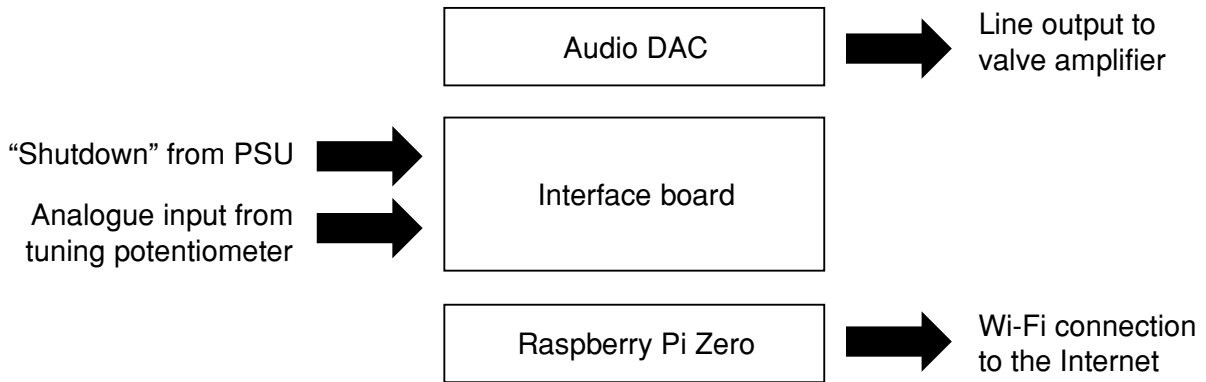 Audio DAC
Line output to
valve amplifier
“Shutdown” from PSU
Analogue input from
tuning potentiometer
Interface board
Raspberry Pi Zero
Wi-Fi connection
to the Internet